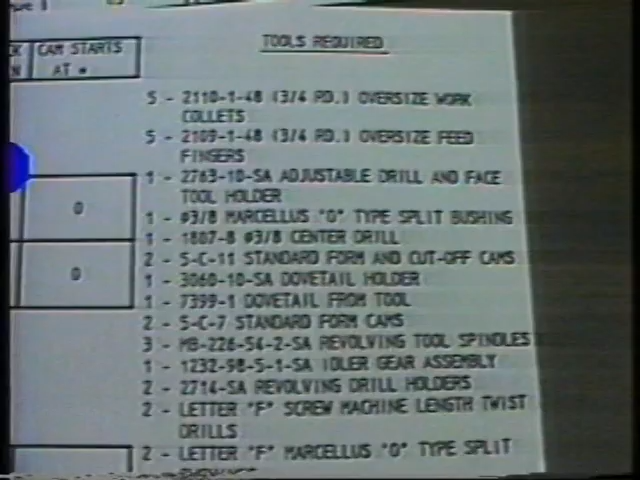 CAM STARTS
AT *
TOOLS REQUIRED
5 - 2110-1-48 (3/4 RD.) OVERSIZE WORK
COLLETS
5 - 2109-1-48 (3/4 RD.) OVERSIZE FEED
FINGERS
1 - 2763-10-SA ADJUSTABLE DRILL AND FACE
TOOL HOLDER
0
1 - #3/8 MARCELLUS "O" TYPE SPLIT BUSHING
1 - 1807-8 #3/8 CENTER DRILL
2 - 5-C-11 STANDARD FORM AND CUT-OFF CAMS
0
1 - 3060-10-SA DOVETAIL HOLDER
1 - 7399-1 DOVETAIL FROM TOOL
2 - 5-C-7 STANDARD FORM CAMS
3 - MB-226-54-2-SA REVOLVING TOOL SPINDLES
1 - 1232-98-5-1-SA IDLER GEAR ASSEMBLY
2 - 2714-SA REVOLVING DRILL HOLDERS
2 - LETTER "F" SCREW MACHINE LENGTH TWIST
DRILLS
2 - LETTER "F" MARCELLUS "O" TYPE SPLIT